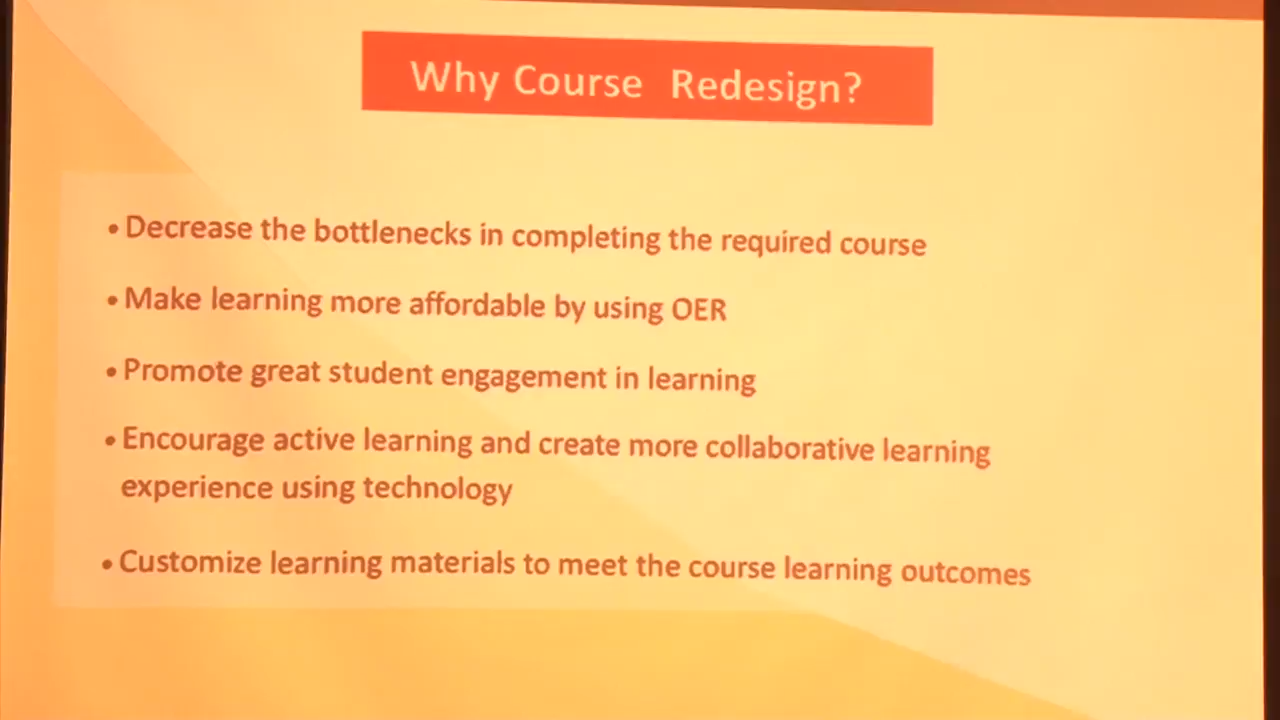 Why Course Redesign?
• Decrease the bottlenecks in completing the required course
• Make learning more affordable by using OER
• Promote great student engagement in learning
• Encourage active learning and create more collaborative learning
experience using technology
• Customize learning materials to meet the course learning outcomes